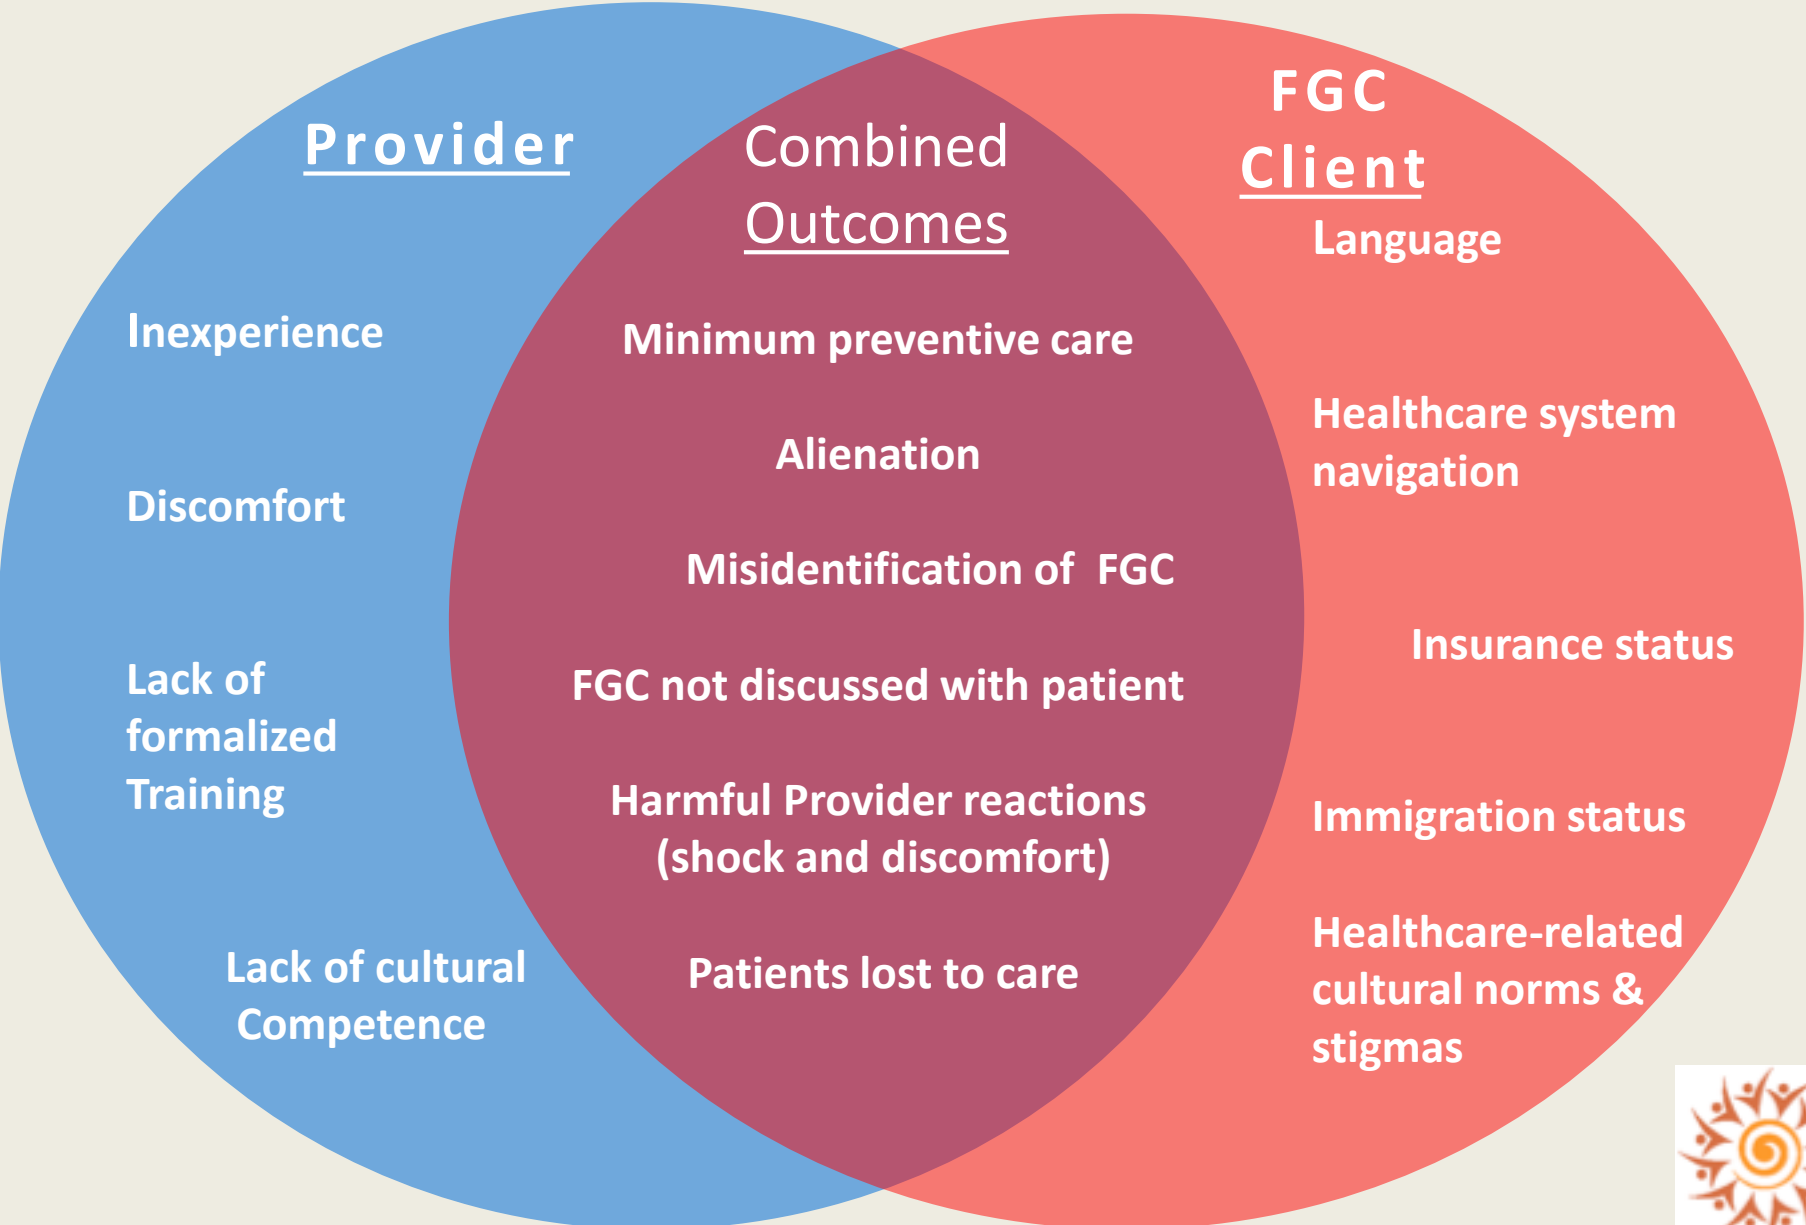 Provider
Inexperience
Discomfort
Lack of
formalized
Training
Lack of cultural
Competence
Combined
Outcomes
Minimum preventive care
Alienation
Misidentification of  FGC
FGC not discussed with patient
Harmful Provider reactions
(shock and discomfort)
Patients lost to care
FGC
Client
Language
Healthcare system
navigation
Insurance status
Immigration status
Healthcare-related
cultural norms &
stigmas